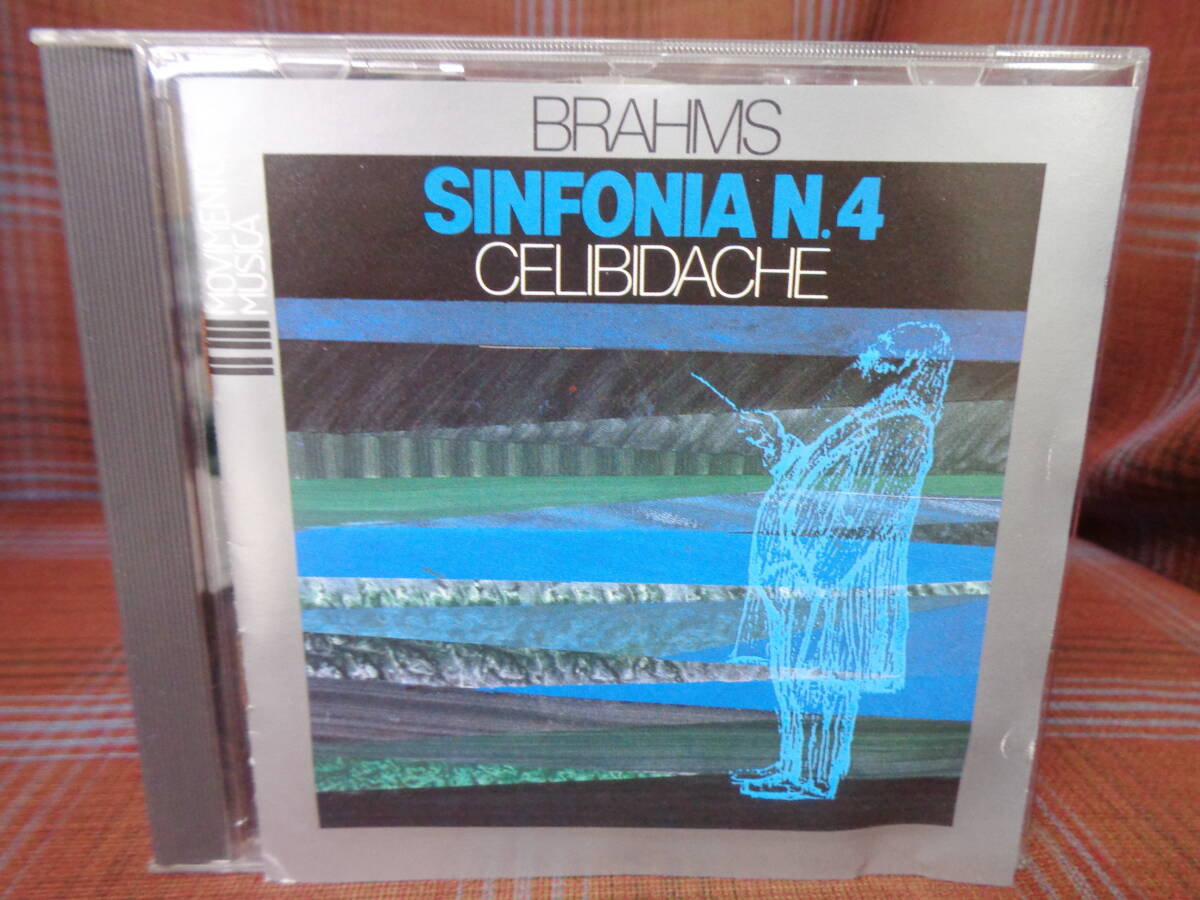 BRAHMS
SINFONIA N.4
CELIBIDACHE
MOVIMENTO
MUSICA